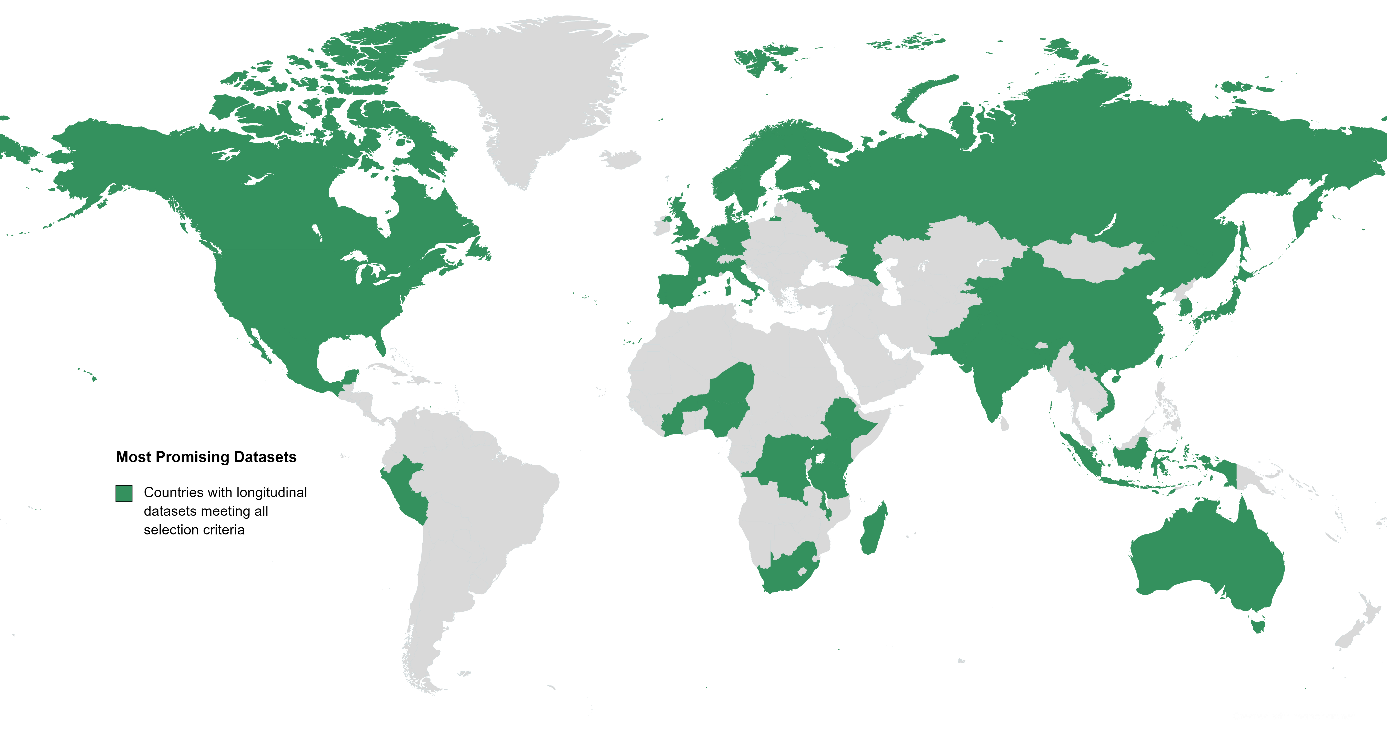 Most Promising Datasets
Countries with longitudinal
datasets meeting all
selection criteria